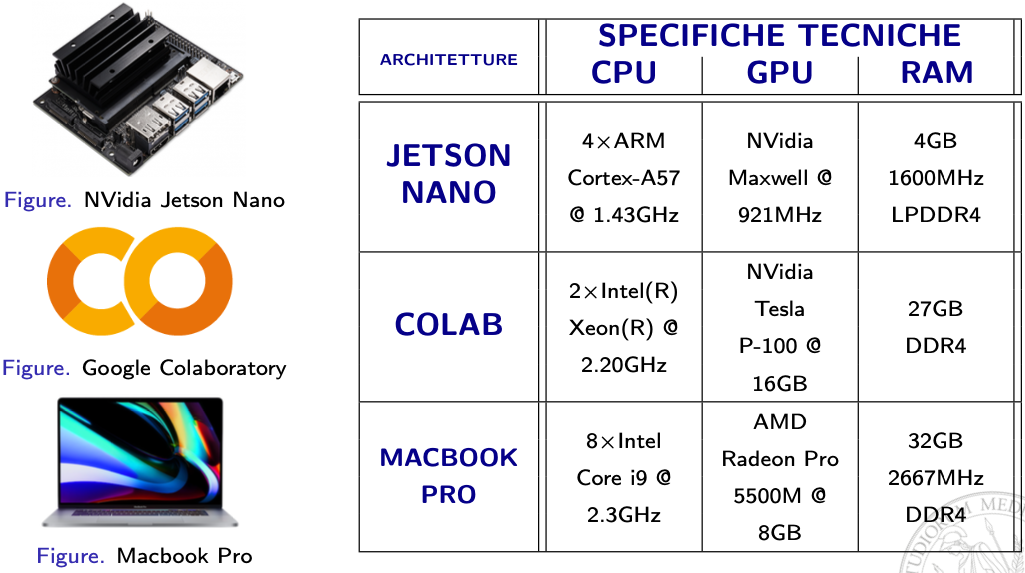 Figure. NVidia Jetson Nano
Figure. Google Colaboratory
Figure. Macbook Pro
ARCHITETTURE
SPECIFICHE TECNICHE
CPU GPU RAM
JETSON
NANO
4×ARM
Cortex-A57
@ 1.43GHz
NVidia
Maxwell @
921MHz
4GB
1600MHz
LPDDR4
COLAB
2×Intel(R)
Xeon(R) @
2.20GHz
NVidia
Tesla
P-100 @
16GB
27GB
DDR4
MACBOOK
PRO
8×Intel
Core i9 @
2.3GHz
AMD
Radeon Pro
5500M @
8GB
32GB
2667MHz
DDR4